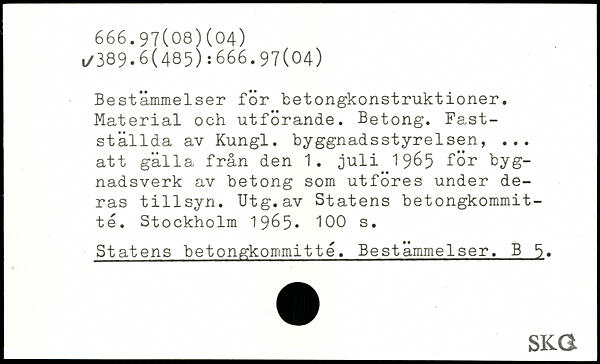 666.97(08)(04)
✓389.6(485):666.97(04)
Bestämmelser för betongkonstruktioner.
Material och utförande. Betong. Fast-
ställda av Kungl. byggnadsstyrelsen, ...
att gälla från den 1. juli 1965 för byg-
nadsverk av betong som utföres under de-
ras tillsyn. Utg.av Statens betongkommit-
té. Stockholm 1965. 100 s.
Statens betongkommitté. Bestämmelser. B 5.